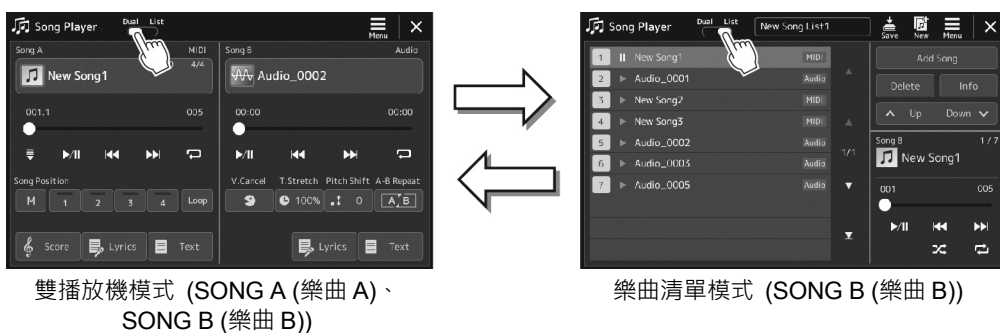 Song Player
Dual List
Menu
Song A
MIDI
New Song1
4/4
001.1
005
Song Position
M 1 2 3 4 Loop
Score Lyrics Text
Song B
Audio
Audio_0002
00:00
00:00
V.Cancel T.Stretch Pitch Shift A-B Repeat
100% 0 A B
Lyrics Text
雙播放機模式 (SONG A (樂曲 A)、
SONG B (樂曲 B))
Song Player
Dual List
New Song List1
Save New Menu
1 New Song1 MIDI
2 Audio_0001 Audio
3 New Song2 MIDI
4 New Song3 MIDI
5 Audio_0002 Audio
6 Audio_0003 Audio
7 Audio_0005 Audio
1/1
Add Song
Delete Info
Up Down
Song B
1/7
New Song1
001
005
樂曲清單模式 (SONG B (樂曲 B))